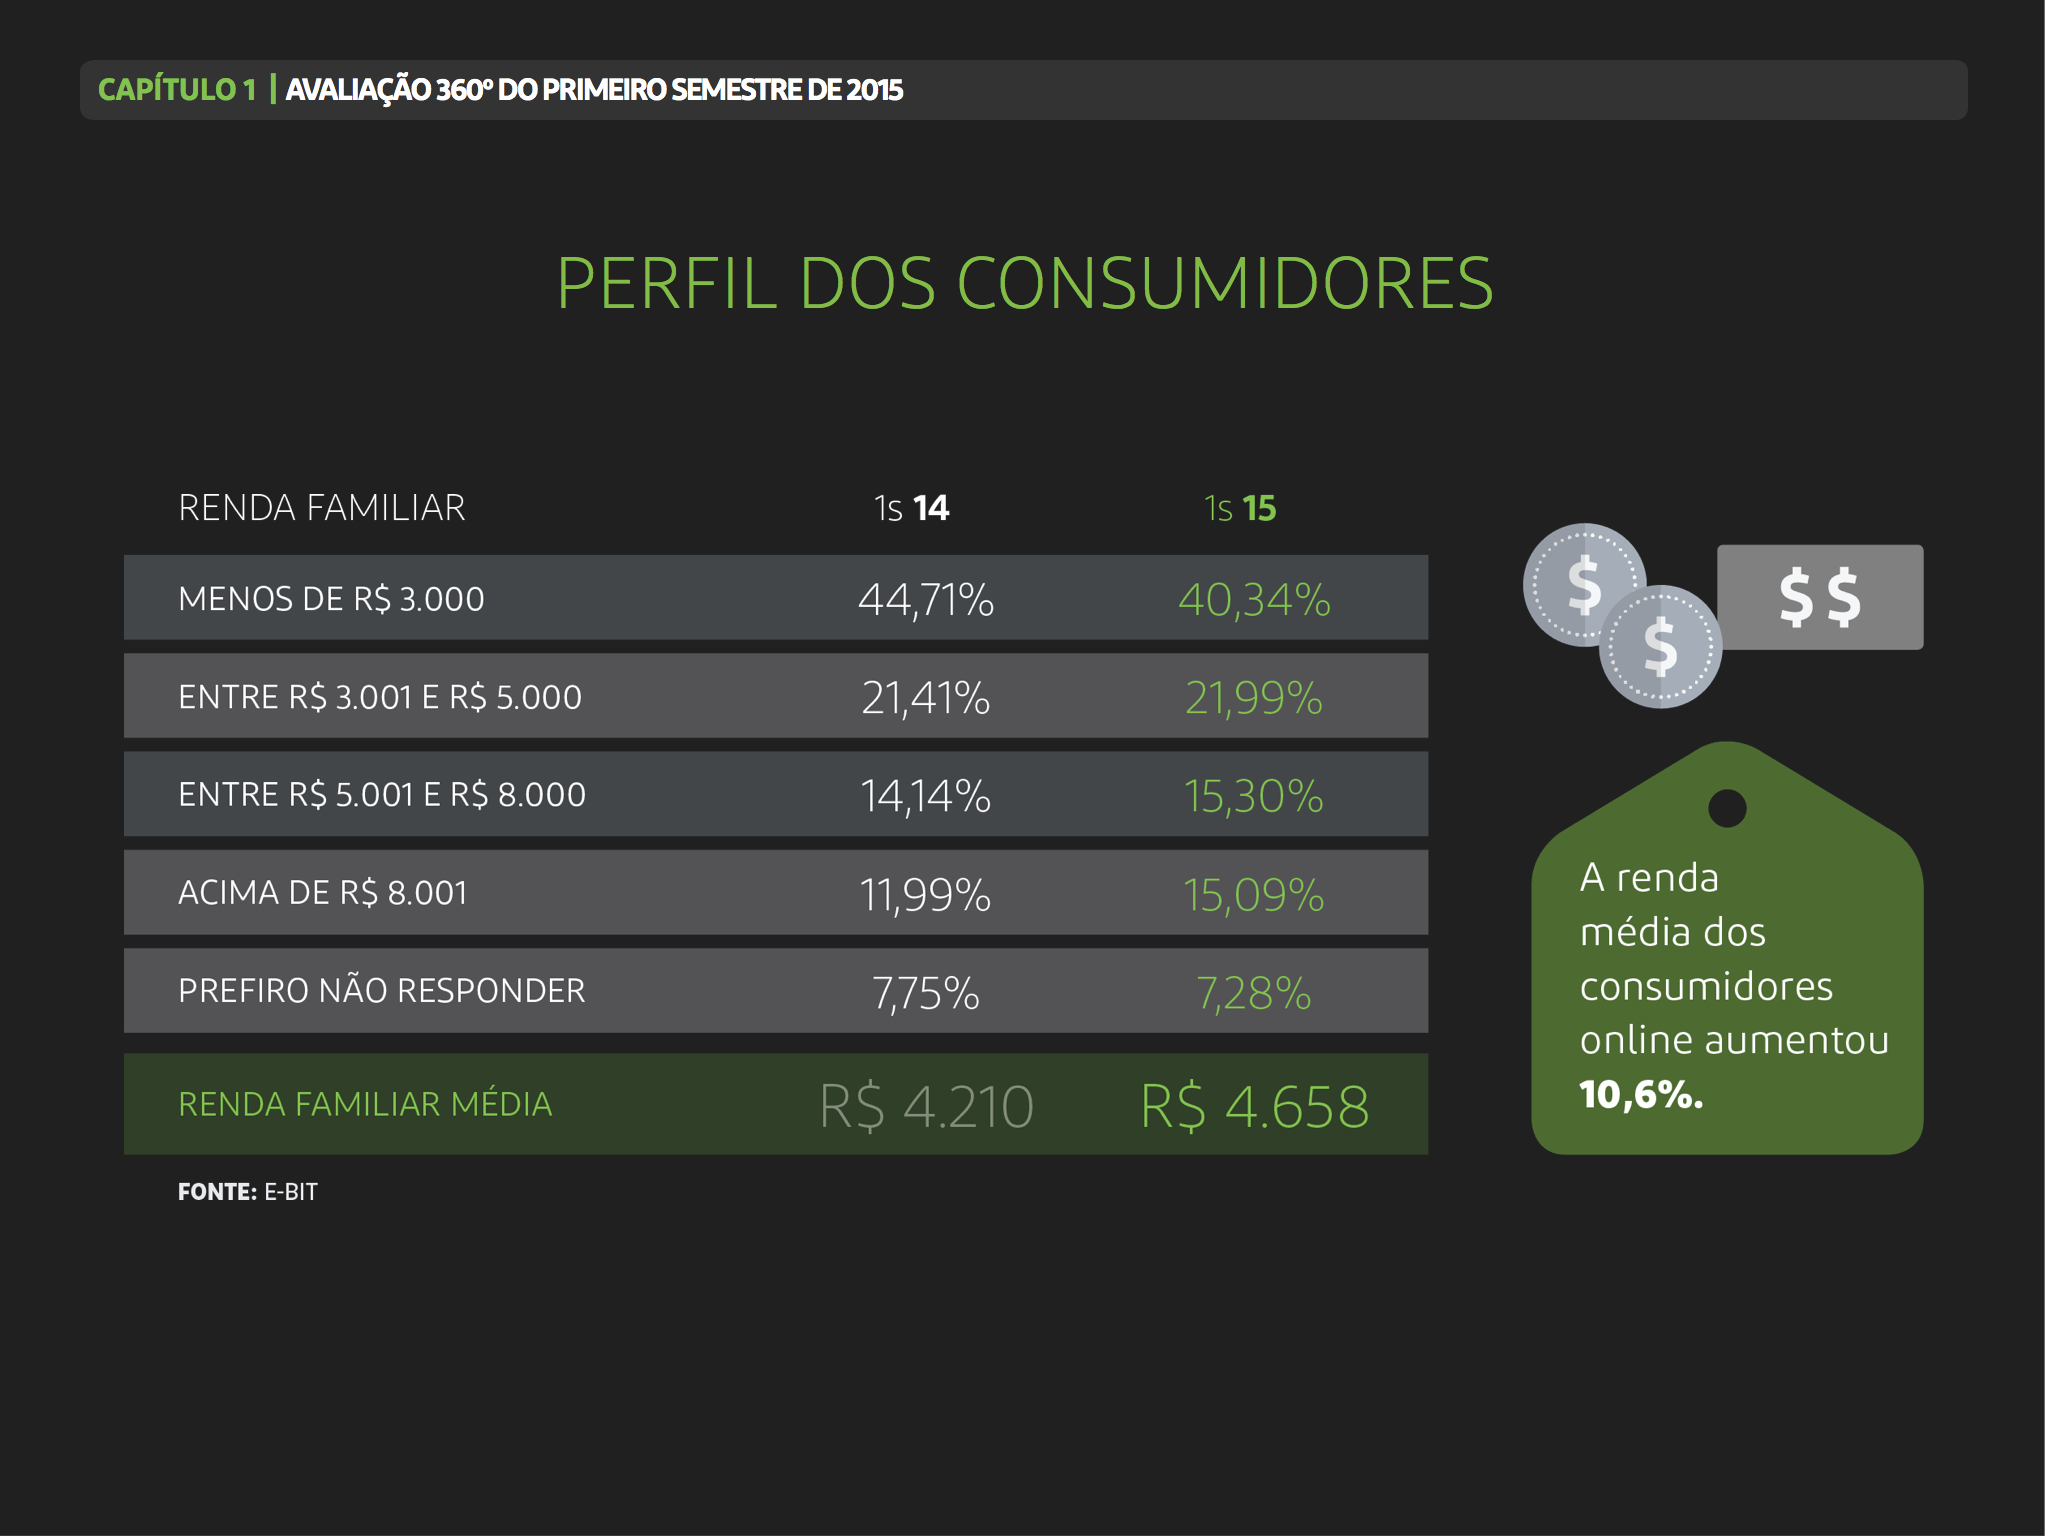 CAPÍTULO 1 | AVALIAÇÃO 360º DO PRIMEIRO SEMESTRE DE 2015
PERFIL DOS CONSUMIDORES
RENDA FAMILIAR 1s 14 1s 15
MENOS DE R$ 3.000 44,71% 40,34%
ENTRE R$ 3.001 E R$ 5.000 21,41% 21,99%
ENTRE R$ 5.001 E R$ 8.000 14,14% 15,30%
ACIMA DE R$ 8.001 11,99% 15,09%
PREFIRO NÃO RESPONDER 7,75% 7,28%
RENDA FAMILIAR MÉDIA R$ 4.210 R$ 4.658
FONTE: E-BIT
$ $ $ $
A renda
média dos
consumidores
online aumentou
10,6%.